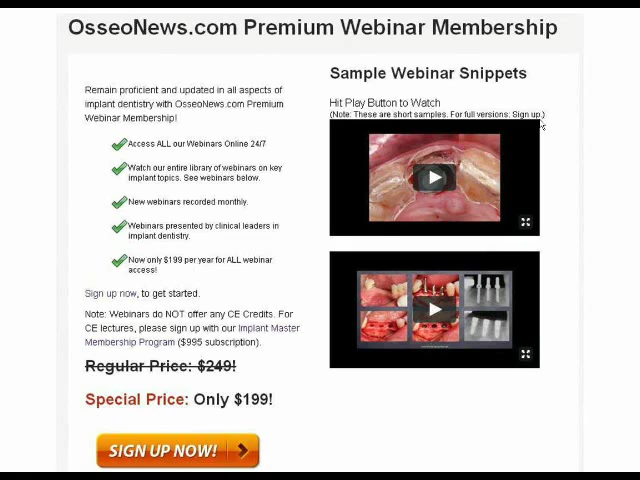 OsseoNews.com Premium Webinar Membership
Remain proficient and updated in all aspects of
implant dentistry with OsseoNews.com Premium
Webinar Membership!
Access ALL our Webinars Online 24/7
Watch our entire library of webinars on key
implant topics. See webinars below.
New webinars recorded monthly.
Webinars presented by clinical leaders in
implant dentistry.
Now only $199 per year for ALL webinar
access!
Sign up now, to get started.
Note: Webinars do NOT offer any CE Credits. For
CE lectures, please sign up with our Implant Master
Membership Program ($995 subscription).
Regular Price: $249!
Special Price: Only $199!
SIGN UP NOW!
Sample Webinar Snippets
Hit Play Button to Watch
(Note: These are short samples. For full versions: Sign up.)